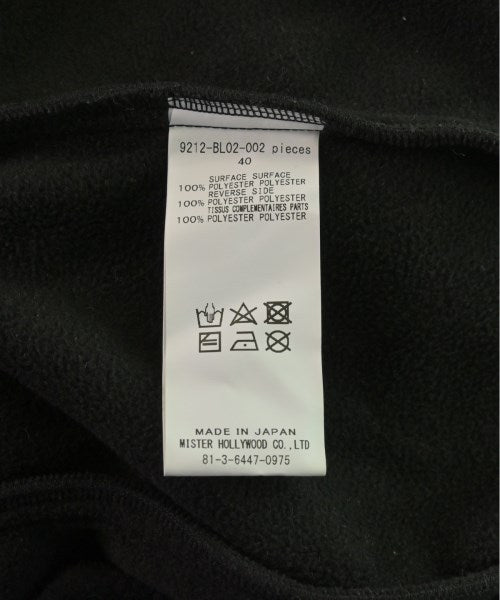 9212-BL02-002 pieces
40
SURFACE SURFACE
100% POLYESTER POLYESTER
REVERSE SIDE
100% POLYESTER POLYESTER
TISSUS COMPLEMENTAIRES PARTS
100% POLYESTER POLYESTER
MADE IN JAPAN
MISTER HOLLYWOOD CO.,LTD
81-3-6447-0975